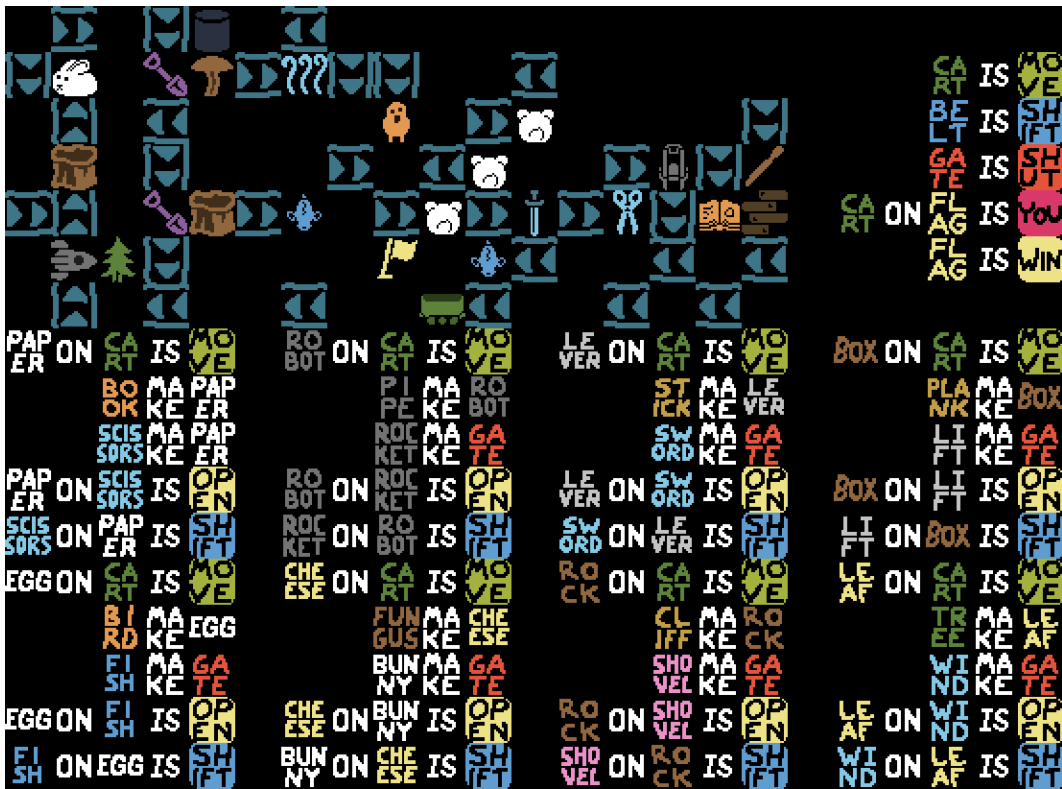 CART IS MOVE
BELT IS SHIFT
GATE IS SHUT
CART ON FLAG IS YOU
FLAG IS WIN
PAPER ON CART IS MOVE ROBOT ON CART IS MOVE LEVER ON CART IS MOVE BOX ON CART IS MOVE
BOOK MAKE PAPER PIPE MAKE ROBOT STICK MAKE LEVER PLANK MAKE BOX
SCISSORS MAKE PAPER ROCKET MAKE GATE SWORD MAKE GATE LIFT MAKE GATE
PAPER ON SCISSORS IS OPEN ROBOT ON ROCKET IS OPEN LEVER ON SWORD IS OPEN BOX ON LIFT IS OPEN
SCISSORS ON PAPER IS SHIFT ROCKET ON ROBOT IS SHIFT SWORD ON LEVER IS SHIFT LIFT ON BOX IS SHIFT
EGG ON CART IS MOVE CHEESE ON CART IS MOVE ROCK ON CART IS MOVE LEAF ON CART IS MOVE
BIRD MAKE EGG FUNGUS MAKE CHEESE CLIFF MAKE ROCK TREE MAKE LEAF
FISH MAKE GATE BUNNY MAKE GATE SHOVEL MAKE GATE WIND MAKE GATE
EGG ON FISH IS OPEN CHEESE ON BUNNY IS OPEN ROCK ON SHOVEL IS OPEN LEAF ON WIND IS OPEN
FISH ON EGG IS SHIFT BUNNY ON CHEESE IS SHIFT SHOVEL ON ROCK IS SHIFT WIND ON LEAF IS SHIFT